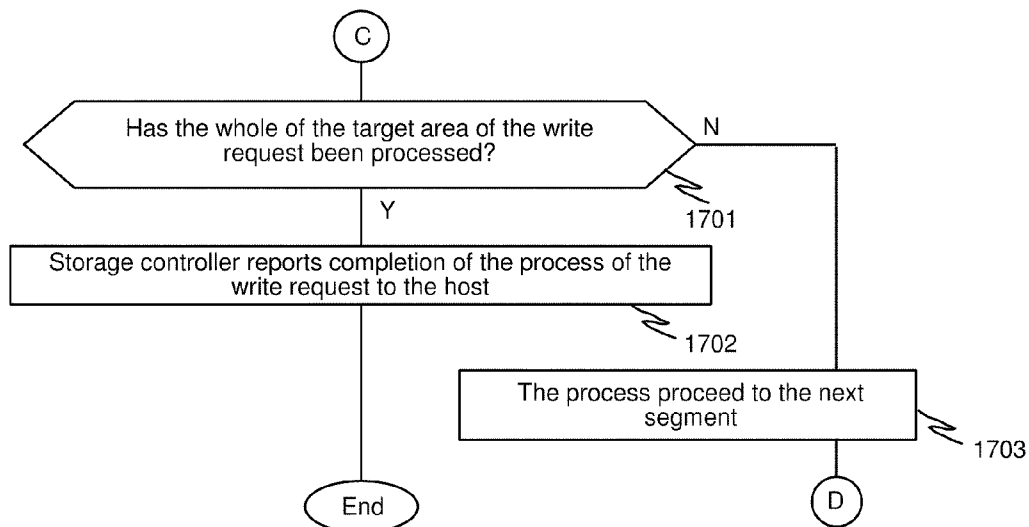 C
Has the whole of the target area of the write
request been processed?
N
1701
Y
Storage controller reports completion of the process of the
write request to the host
1702
The process proceed to the next
segment
1703
End
D